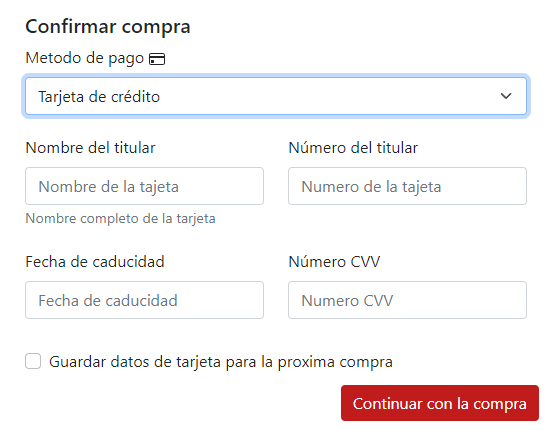 Confirmar compra
Metodo de pago
Tarjeta de crédito
Nombre del titular
Número del titular
Nombre de la tajeta
Numero de la tajeta
Nombre completo de la tarjeta
Fecha de caducidad
Número CVV
Fecha de caducidad
Numero CVV
Guardar datos de tarjeta para la proxima compra
Continuar con la compra